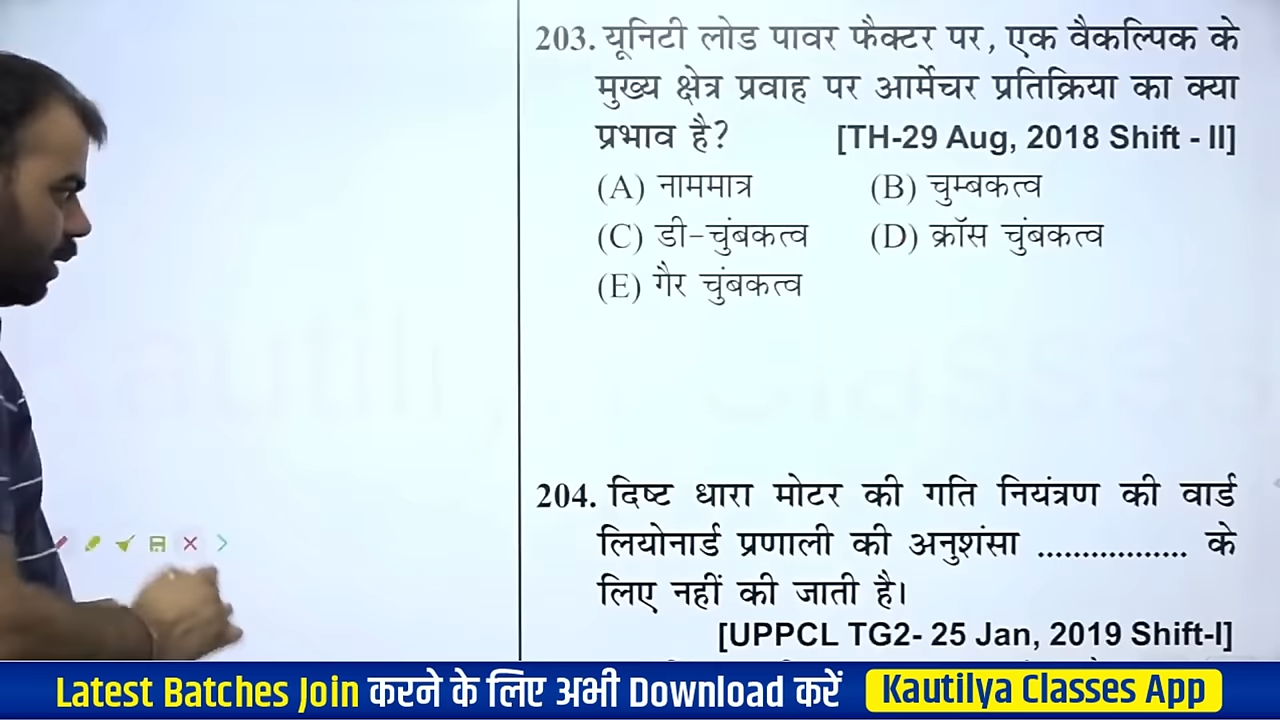 203. यूनिटी लोड पावर फैक्टर पर, एक वैकल्पिक के
मुख्य क्षेत्र प्रवाह पर आर्मेचर प्रतिक्रिया का क्या
प्रभाव है? [TH-29 Aug, 2018 Shift - II]
(A) नाममात्र (B) चुम्बकत्व
(C) डी-चुंबकत्व (D) क्रॉस चुंबकत्व
(E) गैर चुंबकत्व
204. दिष्ट धारा मोटर की गति नियंत्रण की वार्ड
लियोनार्ड प्रणाली की अनुशंसा .................. के
लिए नहीं की जाती है।
[UPPCL TG2- 25 Jan, 2019 Shift-I]
Latest Batches Join करने के लिए अभी Download करें Kautilya Classes App